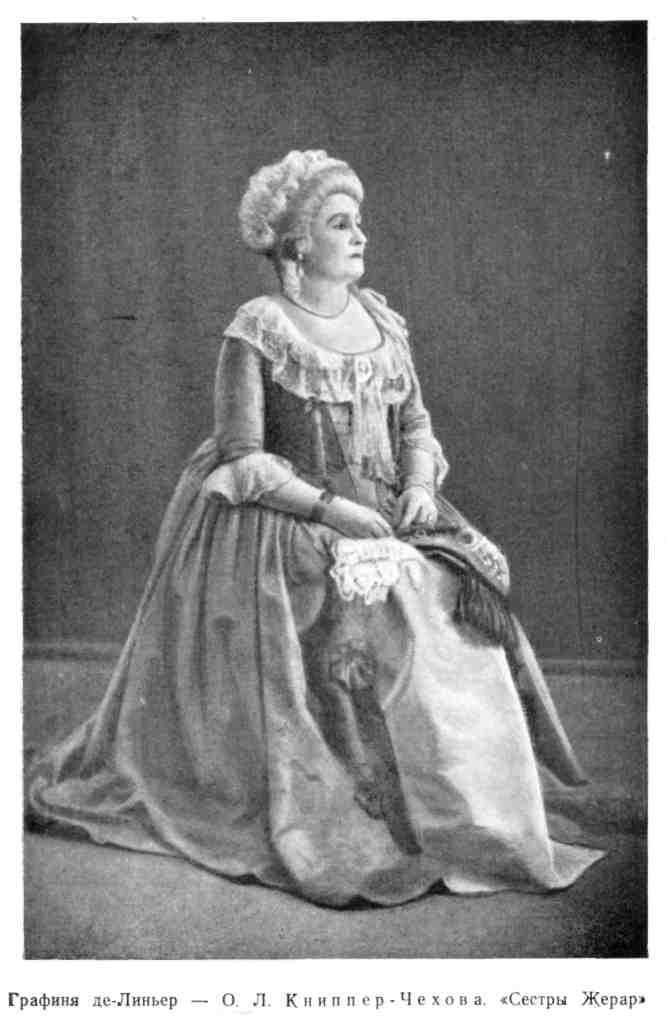 Графиня де-Линьер — О. Л. Книппер-Чехова. «Сестры Жерар»